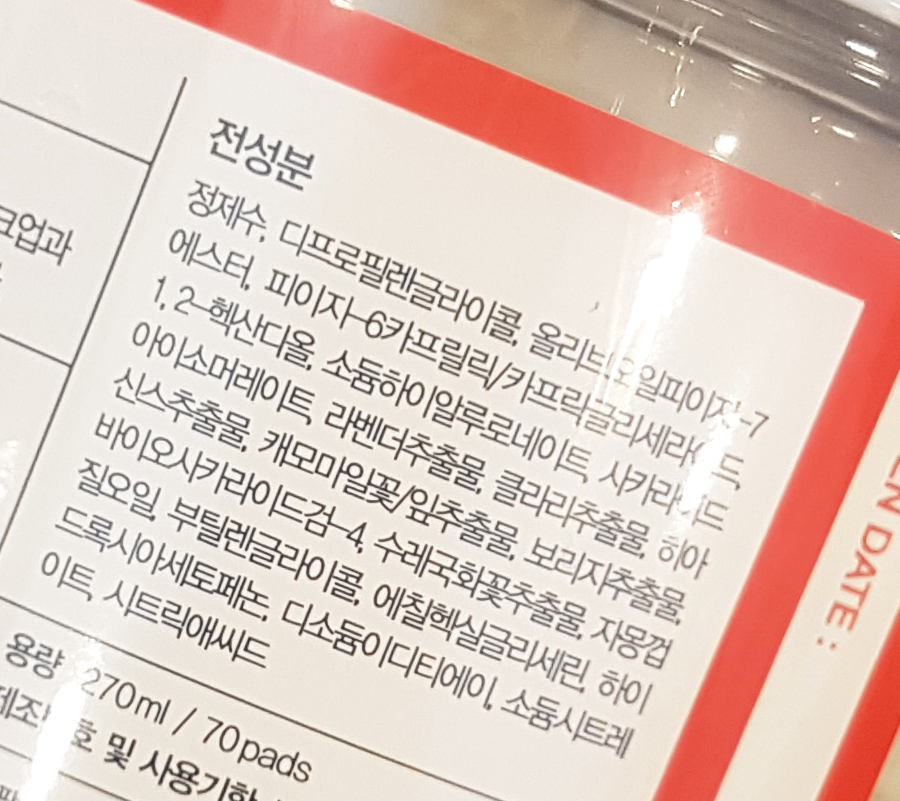 크업과
전성분
정제수, 디프로필렌글라이콜, 올리브오일피이지-7
에스터, 피이지-6카프릴릭/카프릭글리세라이드,
1,2-헥산디올, 소듐하이알루로네이트, 사카라이드
아이소머레이트, 라벤더추출물, 클라리추출물, 히아
신스추출물, 캐모마일꽃/잎추출물, 보리지추출물,
바이오사카라이드검-4, 수레국화꽃추출물, 자몽껍
질오일, 부틸렌글라이콜, 에칠헥실글리세린, 하이
드록시아세토페논, 디소듐이디티에이, 소듐시트레
이트, 시트릭애씨드
용량 270ml / 70pads
제조번호 및 사용기한
EN DATE :